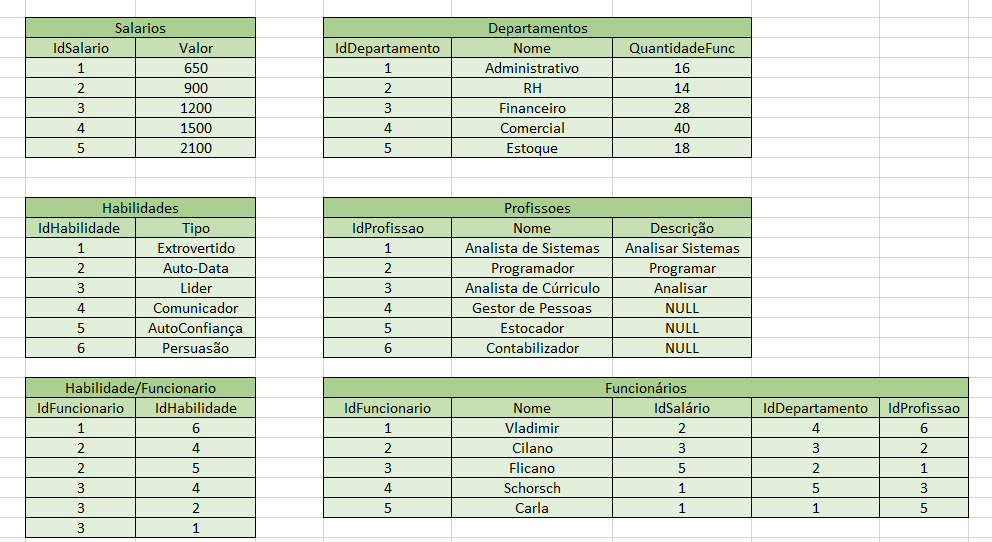 Salarios
IdSalario Valor
1 650
2 900
3 1200
4 1500
5 2100
Departamentos
IdDepartamento Nome QuantidadeFunc
1 Administrativo 16
2 RH 14
3 Financeiro 28
4 Comercial 40
5 Estoque 18
Habilidades
IdHabilidade Tipo
1 Extrovertido
2 Auto-Data
3 Lider
4 Comunicador
5 AutoConfiança
6 Persuasão
Profissoes
IdProfissao Nome Descrição
1 Analista de Sistemas Analisar Sistemas
2 Programador Programar
3 Analista de Cúrriculo Analisar
4 Gestor de Pessoas NULL
5 Estocador NULL
6 Contabilizador NULL
Habilidade/Funcionario
IdFuncionario IdHabilidade
1 6
2 4
2 5
3 4
3 2
3 1
Funcionários
IdFuncionario Nome IdSalário IdDepartamento IdProfissao
1 Vladimir 2 4 6
2 Cilano 3 3 2
3 Flicano 5 2 1
4 Schorsch 1 5 3
5 Carla 1 1 5